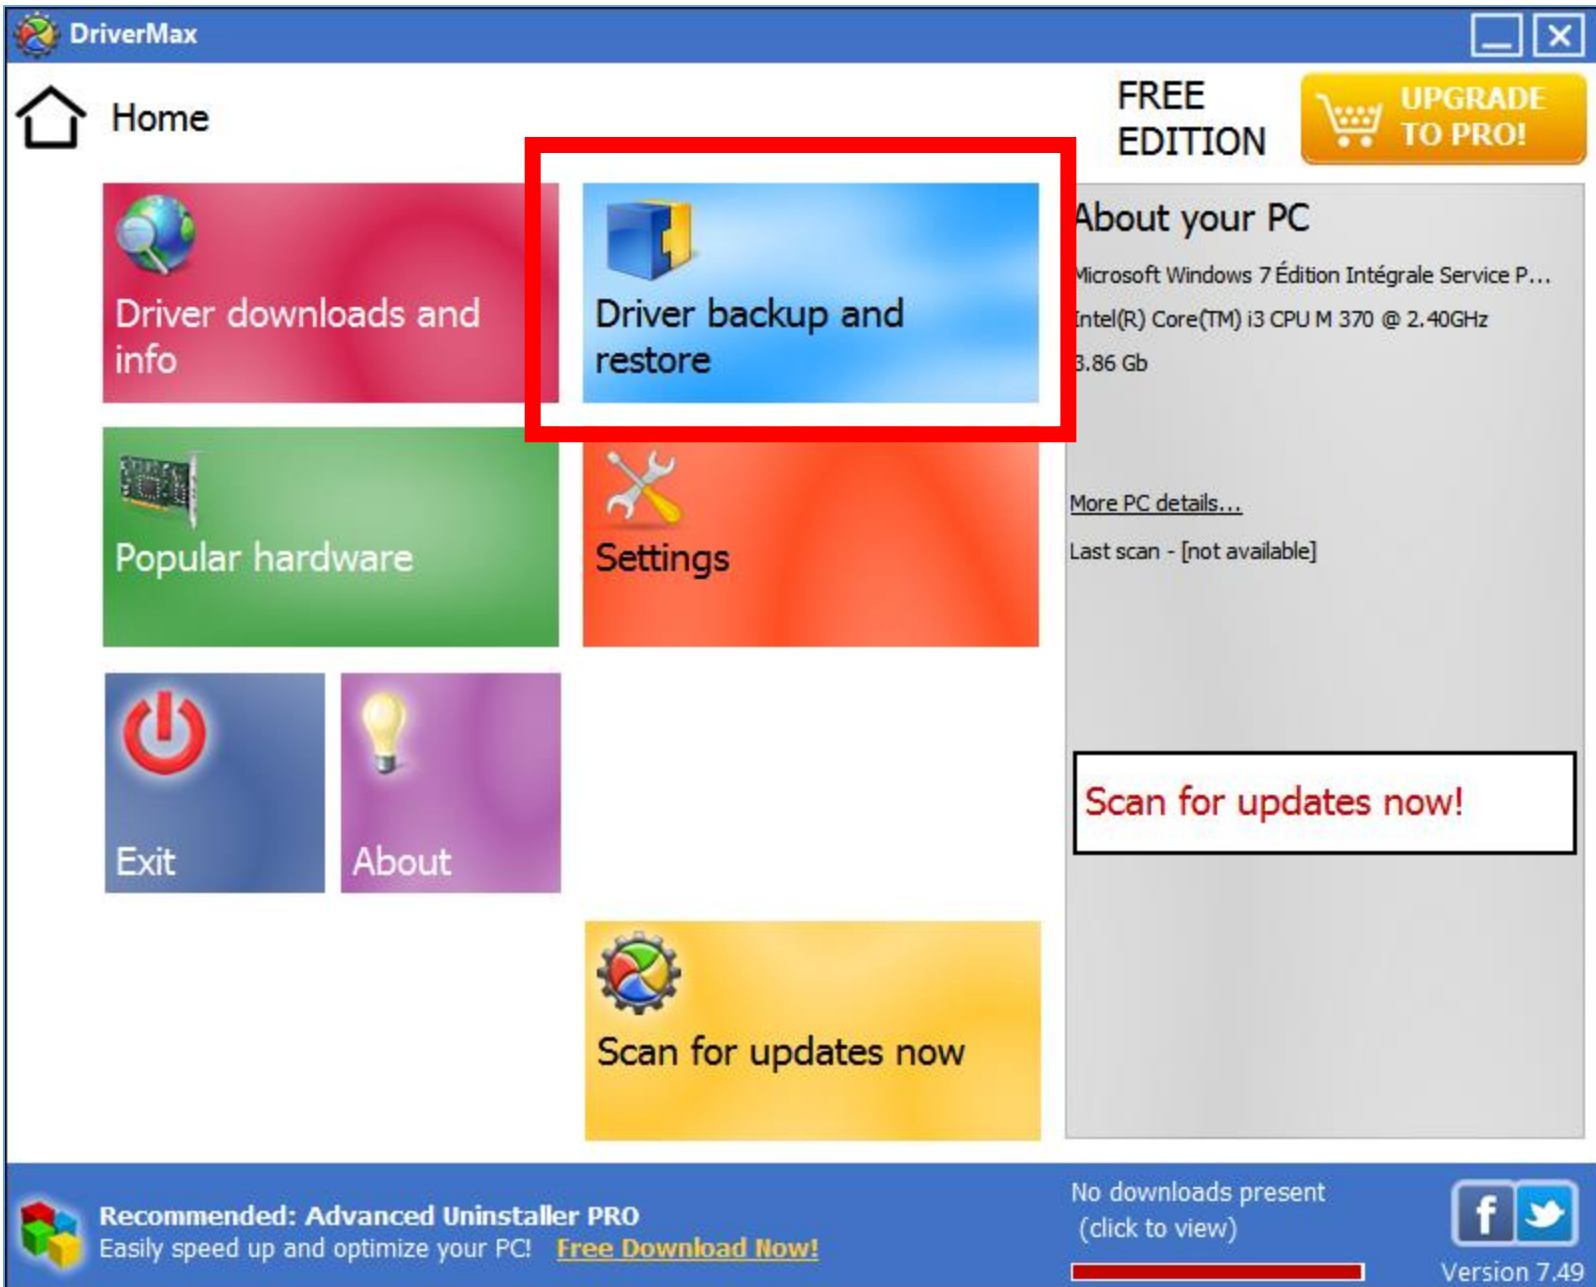 DriverMax
Home
FREE
EDITION
UPGRADE
TO PRO!
Driver downloads and
info
Driver backup and
restore
Popular hardware
Settings
Exit
About
Scan for updates now
About your PC
Microsoft Windows 7 Édition Intégrale Service P...
Intel(R) Core(TM) i3 CPU M 370 @ 2.40GHz
3.86 Gb
More PC details...
Last scan - [not available]
Scan for updates now!
Recommended: Advanced Uninstaller PRO
Easily speed up and optimize your PC! Free Download Now!
No downloads present
(click to view)
f
Version 7.49